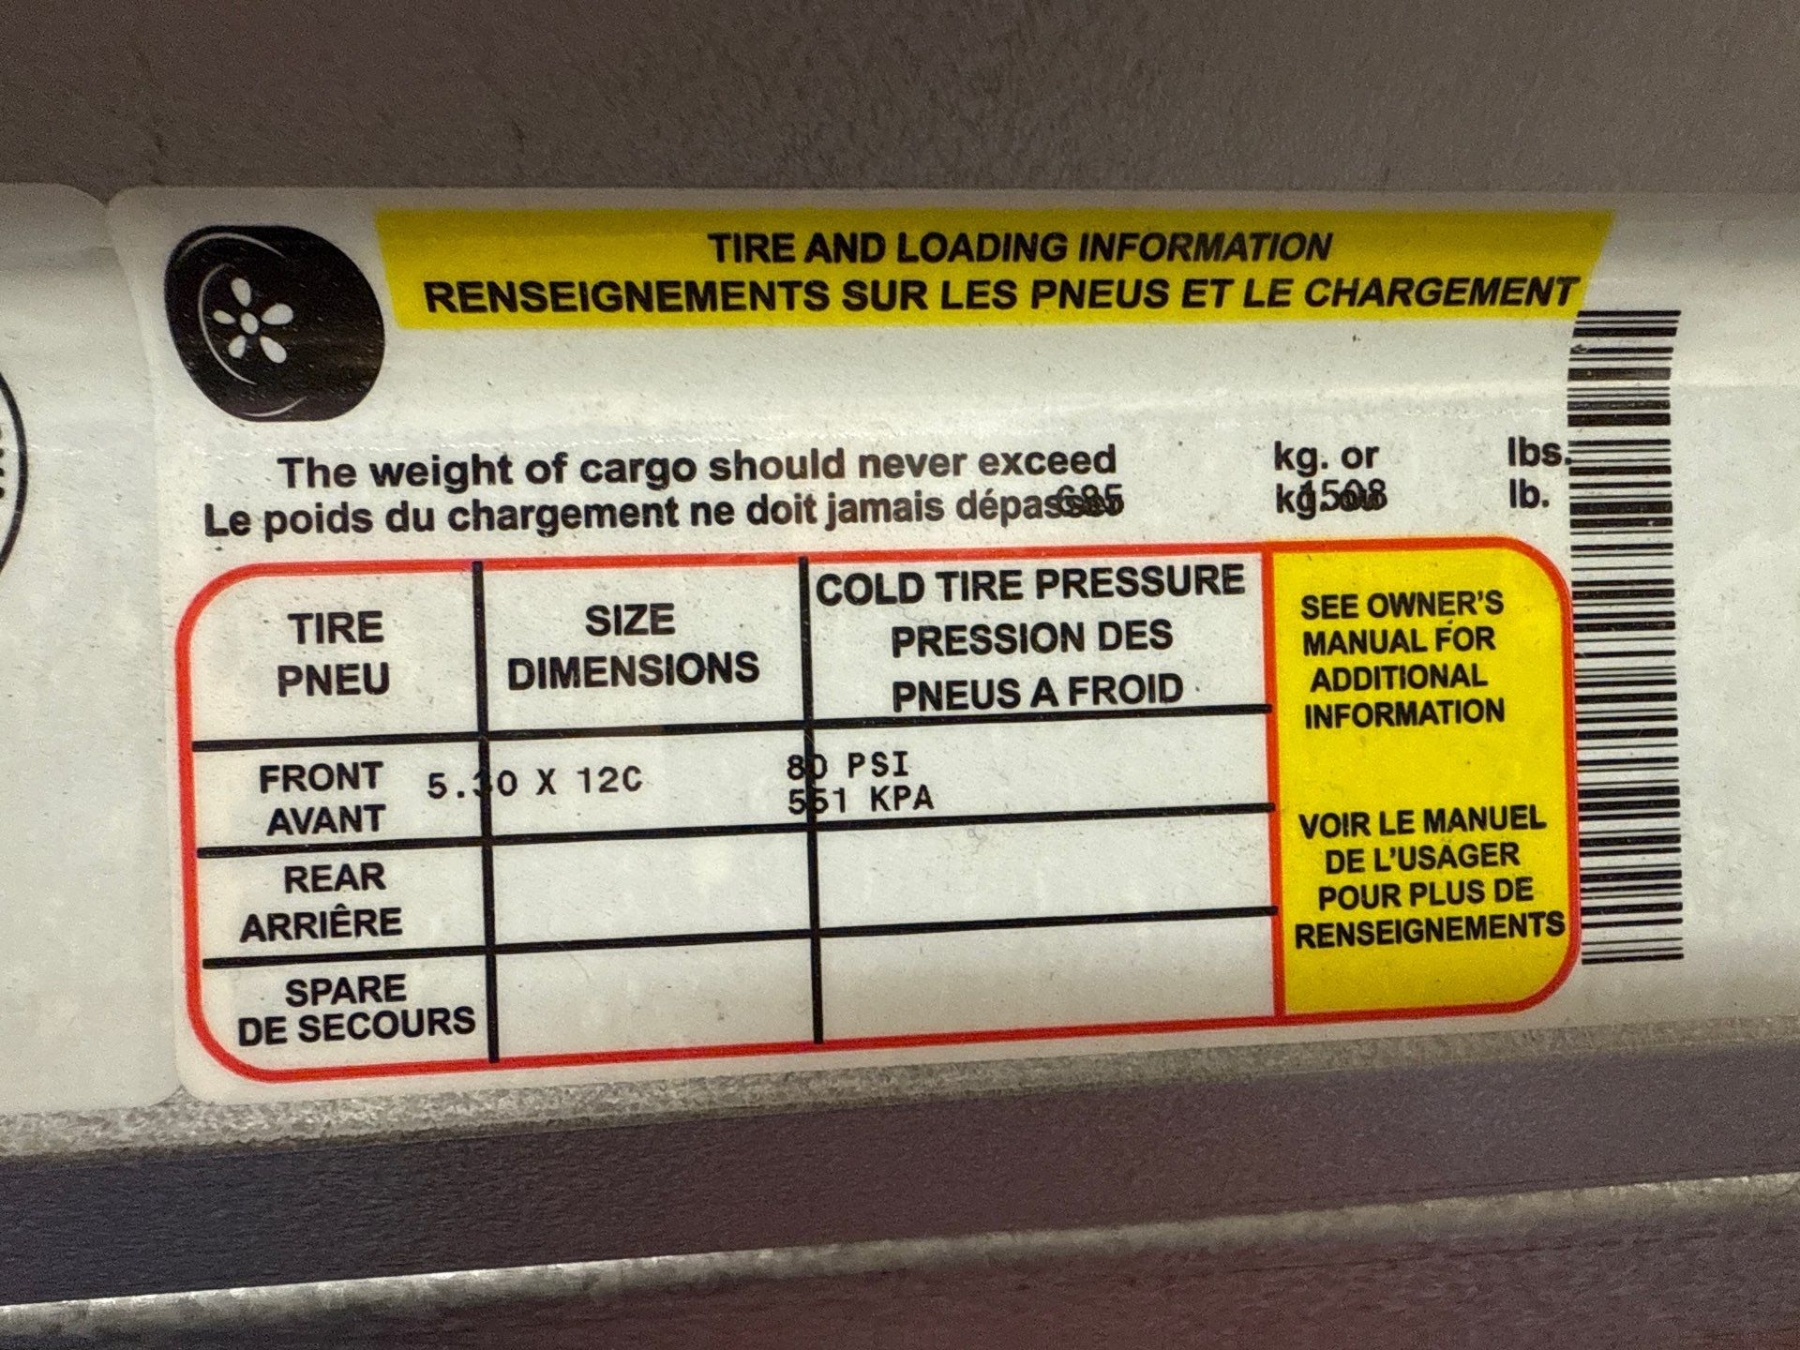 TIRE AND LOADING INFORMATION
RENSEIGNEMENTS SUR LES PNEUS ET LE CHARGEMENT
The weight of cargo should never exceed kg. or lbs.
Le poids du chargement ne doit jamais dépasser 685 kg ou 1508 lb.
TIRE
PNEU
SIZE
DIMENSIONS
COLD TIRE PRESSURE
PRESSION DES
PNEUS A FROID
SEE OWNER'S
MANUAL FOR
ADDITIONAL
INFORMATION
FRONT
AVANT
5.30 X 12C
80 PSI
551 KPA
REAR
ARRIÊRE
SPARE
DE SECOURS
VOIR LE MANUEL
DE L'USAGER
POUR PLUS DE
RENSEIGNEMENTS